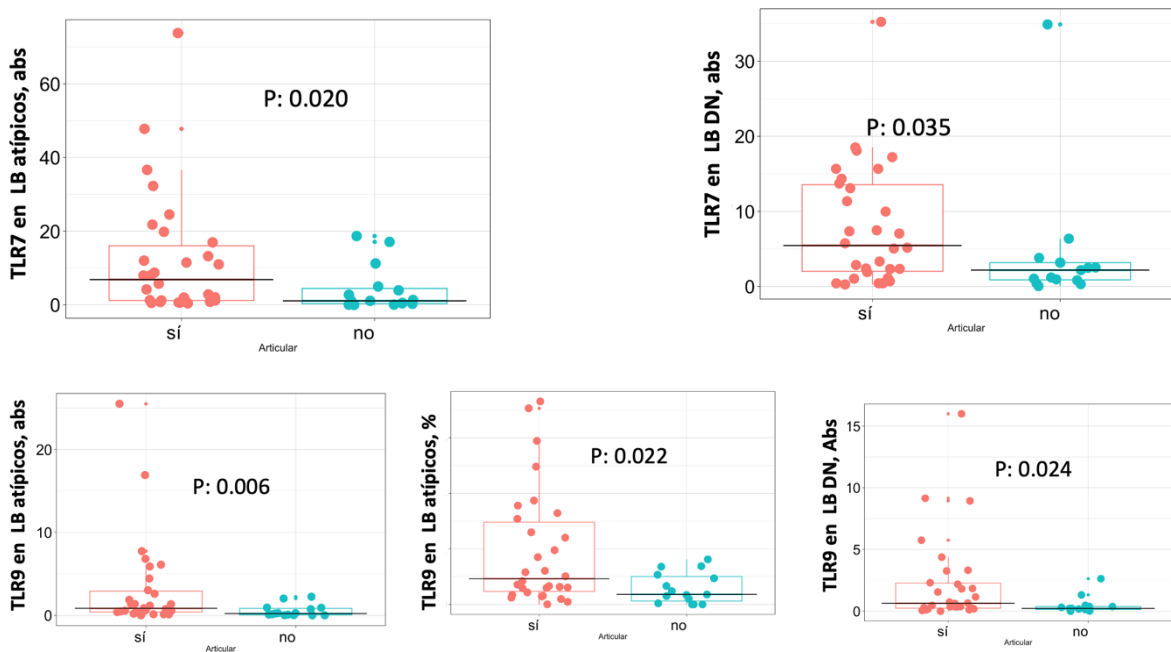 TLR7 en LB atípicos, abs
60
40
20
0
P: 0.020
sí
no
Articular
TLR7 en LB DN, abs
30
20
10
0
P: 0.035
sí
no
Articular
TLR9 en LB atípicos, abs
20
10
0
P: 0.006
sí
no
Articular
TLR9 en LB atípicos, %
P: 0.022
sí
no
Articular
TLR9 en LB DN, Abs
15
10
5
0
P: 0.024
sí
no
Articular